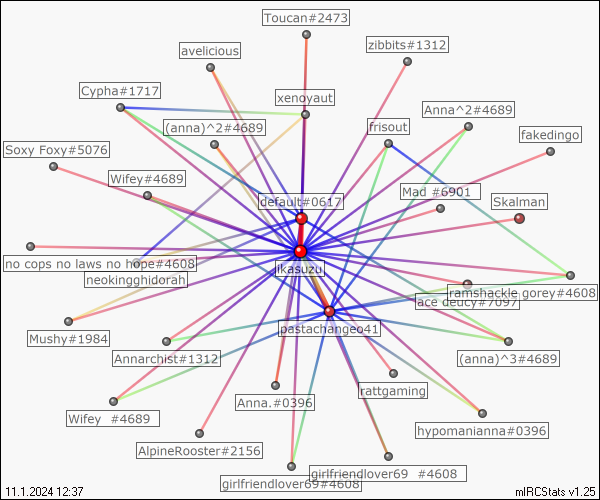 Toucan#2473
avelicious
zibbits#1312
Cypha#1717
xenoyaut
Anna^2#4689
(anna)^2#4689
frisout
fakedingo
Soxy Foxy#5076
Wifey#4689
Mad #6901
default#0617
Skalman
no cops no laws no hope#4608
ikasuzu
neokingghidorah
ramshackle gorey#4608
ace deucy#7097
pastachangeo41
Mushy#1984
Annarchist#1312
(anna)^3#4689
rattgaming
Anna.#0396
Wifey #4689
hypomanianna#0396
AlpineRooster#2156
girlfriendlover69 #4608
girlfriendlover69#4608
11.1.2024 12:37
mIRCStats v1.25